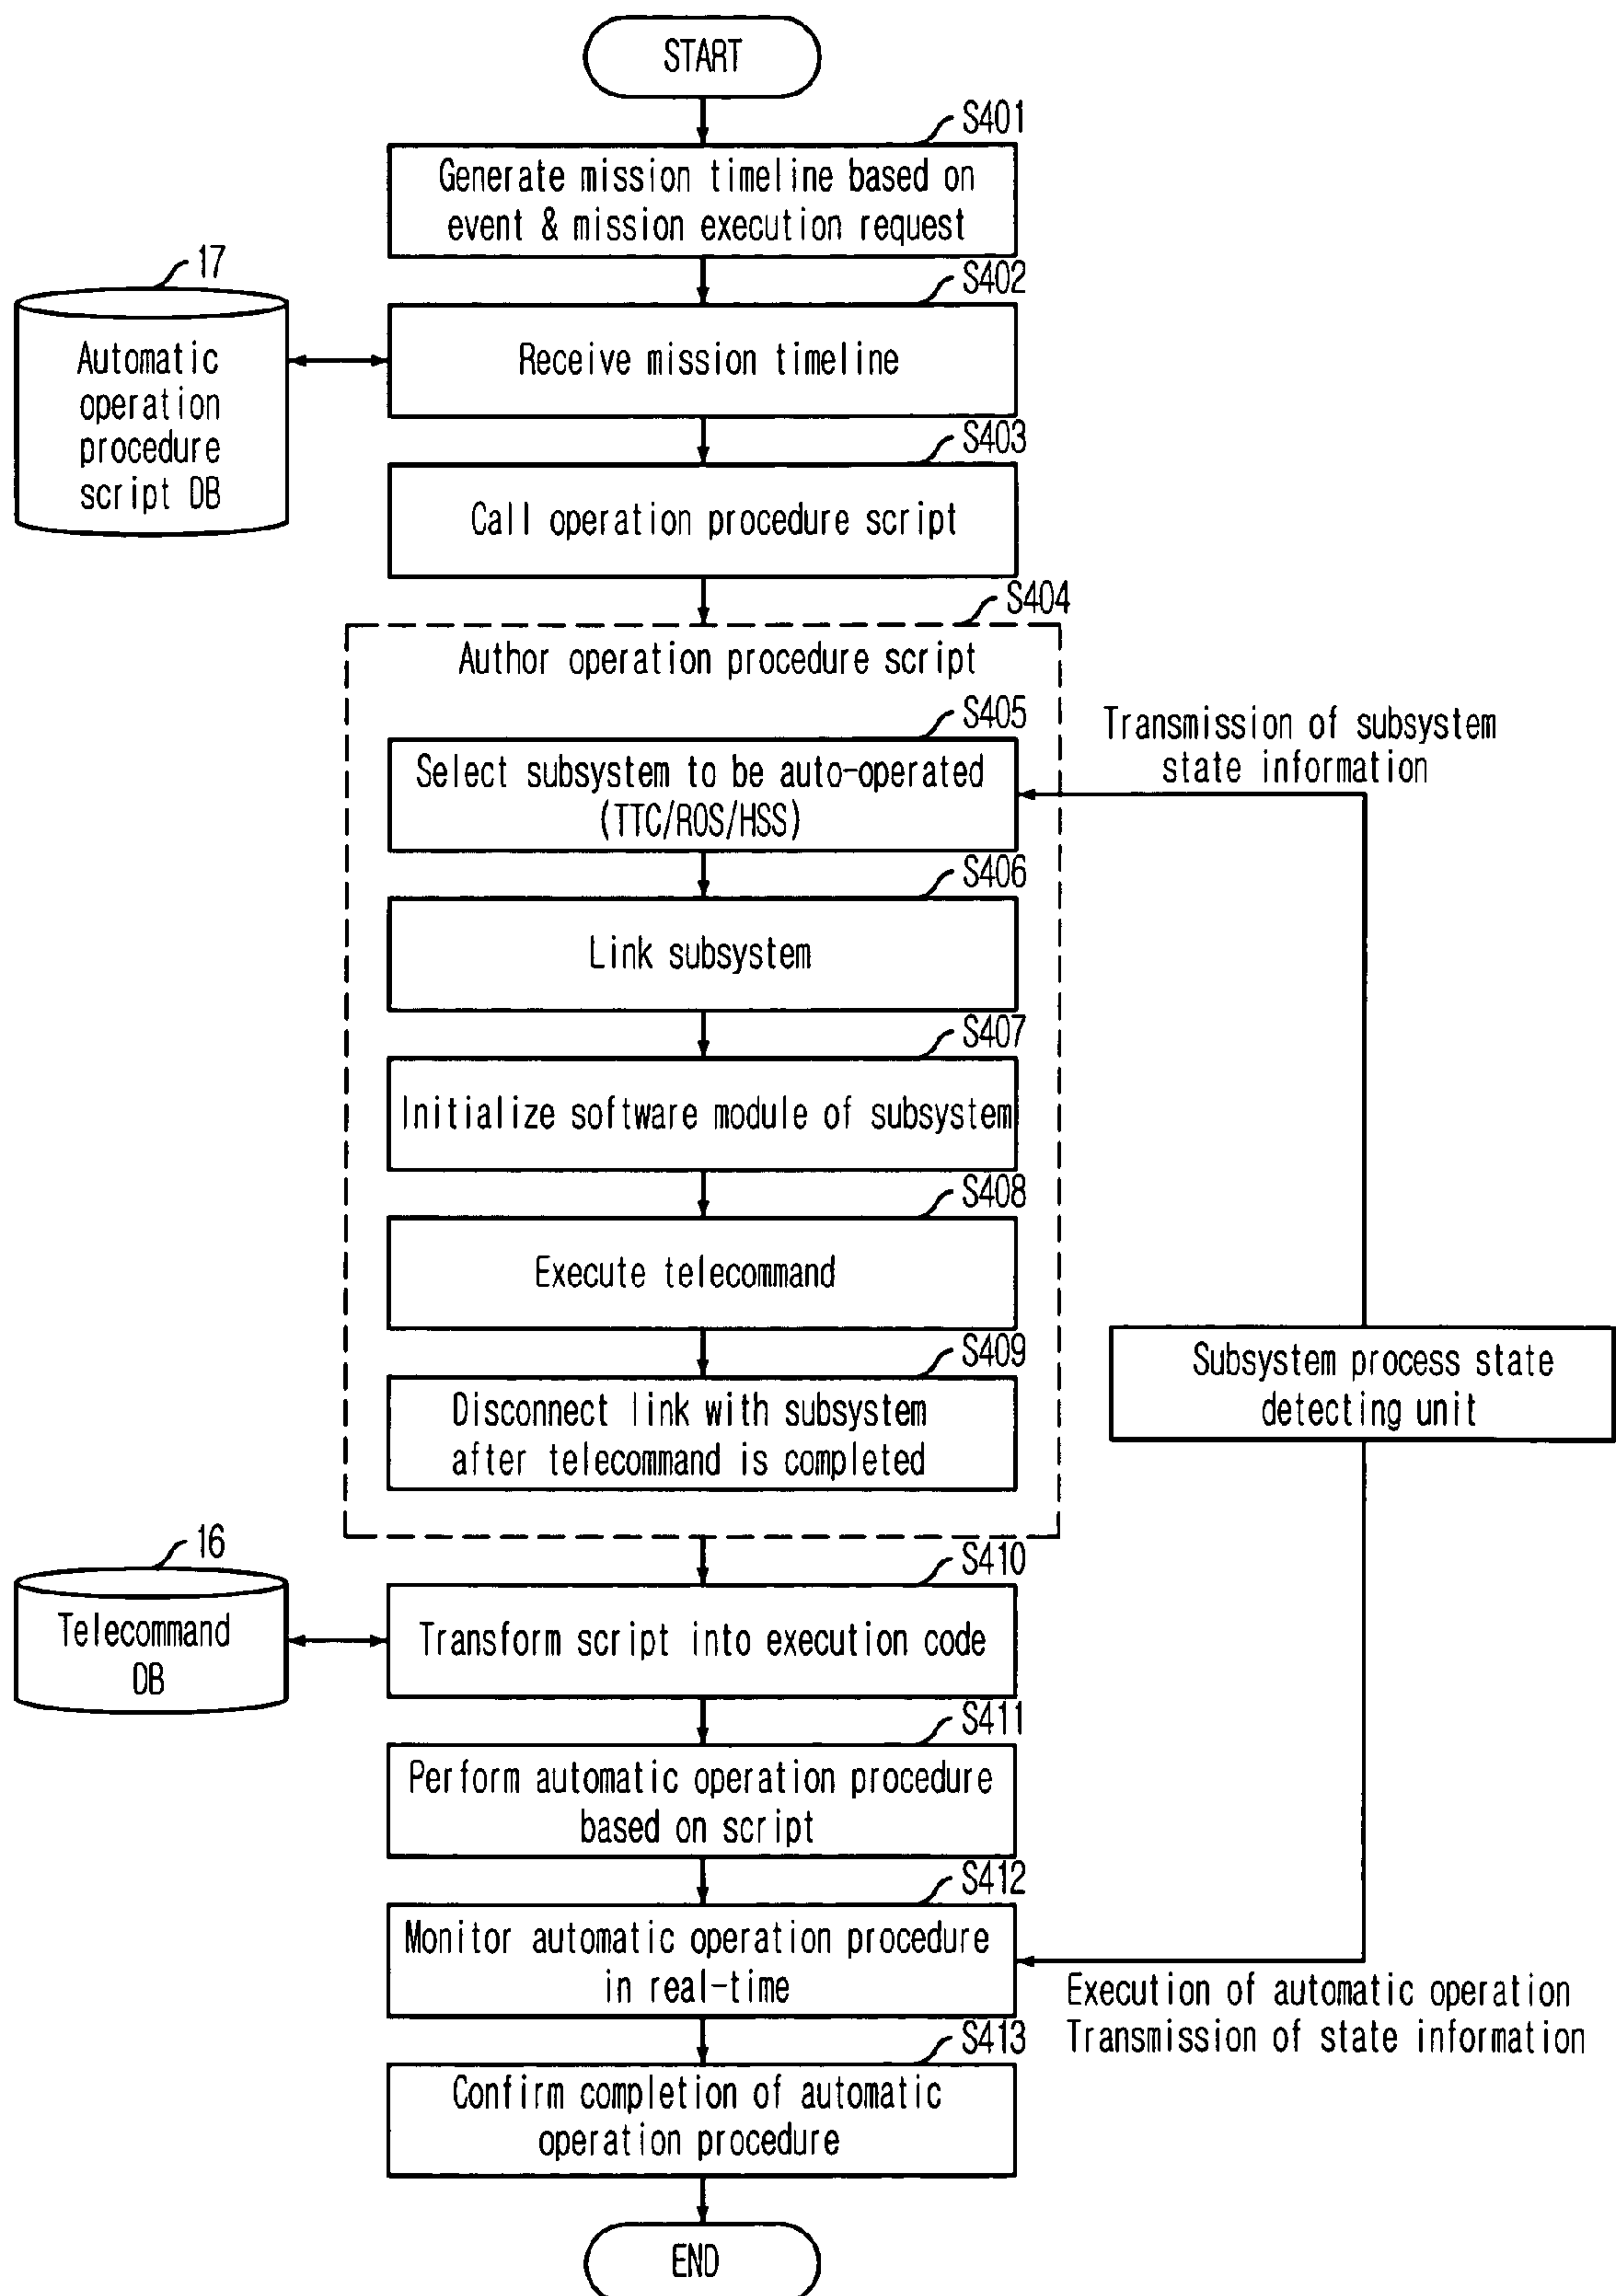 START
S401
Generate mission timeline based on
event & mission execution request
17
S402
Automatic
operation
procedure
script DB
Receive mission timeline
S403
Call operation procedure script
S404
Author operation procedure script
S405
Transmission of subsystem
state information
Select subsystem to be auto-operated
(TTC/ROS/HSS)
S406
Link subsystem
S407
Initialize software module of subsystem
S408
Execute telecommand
S409
Subsystem process state
detecting unit
Disconnect link with subsystem
after telecommand is completed
16
S410
Telecommand
DB
Transform script into execution code
S411
Perform automatic operation procedure
based on script
S412
Monitor automatic operation procedure
in real-time
Execution of automatic operation
Transmission of state information
S413
Confirm completion of automatic
operation procedure
END